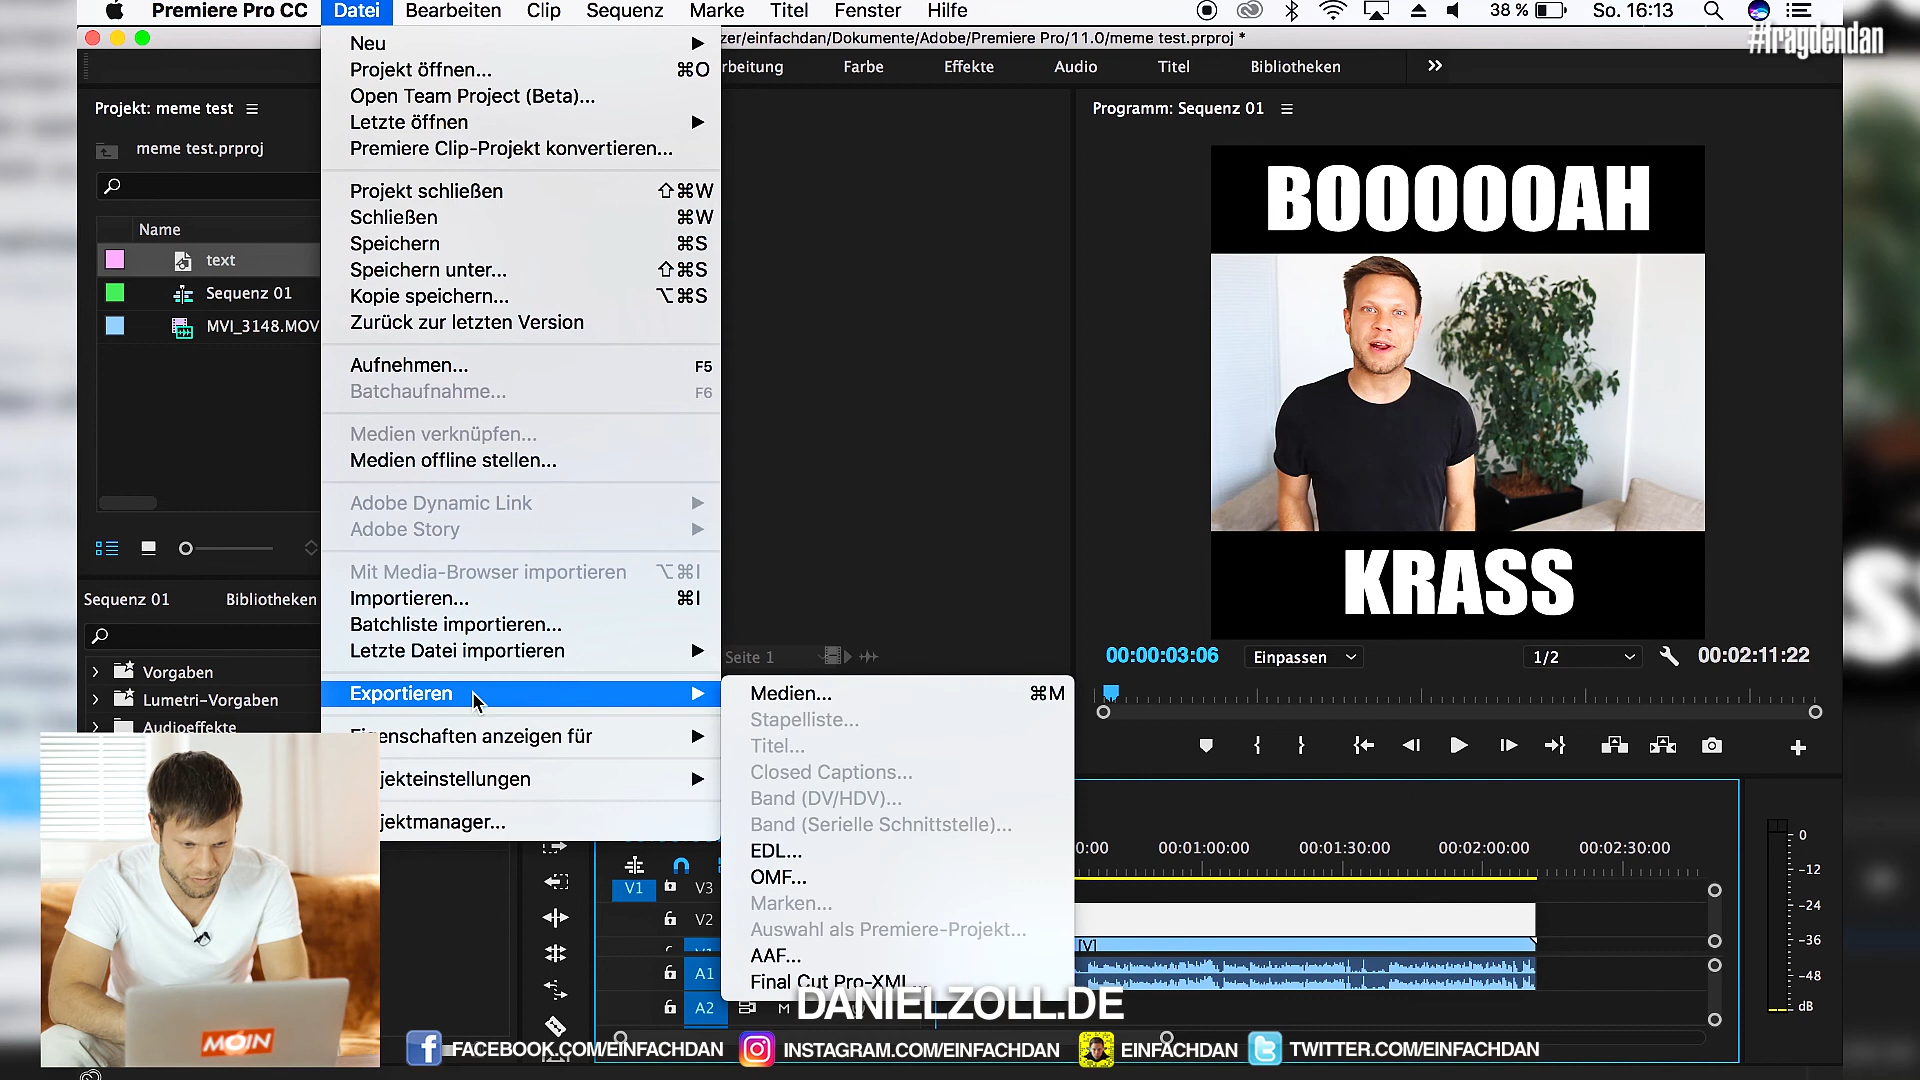 Premiere Pro CC Datei Bearbeiten Clip Sequenz Marke Titel Fenster Hilfe 38 % So. 16:13
#fragdendan
zer/einfachdan/Dokumente/Adobe/Premiere Pro/11.0/meme test.prproj *
rbeitung Farbe Effekte Audio Titel Bibliotheken
Projekt: meme test
meme test.prproj
Name
text
Sequenz 01
MVI_3148.MOV
Sequenz 01 Bibliotheken
Vorgaben
Lumetri-Vorgaben
Audioeffekte
Neu
Projekt öffnen... ⌘O
Open Team Project (Beta)...
Letzte öffnen
Premiere Clip-Projekt konvertieren...
Projekt schließen ⇧⌘W
Schließen ⌘W
Speichern ⌘S
Speichern unter... ⇧⌘S
Kopie speichern... ⌥⌘S
Zurück zur letzten Version
Aufnehmen... F5
Batchaufnahme... F6
Medien verknüpfen...
Medien offline stellen...
Adobe Dynamic Link
Adobe Story
Mit Media-Browser importieren ⌥⌘I
Importieren... ⌘I
Batchliste importieren...
Letzte Datei importieren
Exportieren
Eigenschaften anzeigen für
jekteinstellungen
jektmanager...
Seite 1
Medien... ⌘M
Stapelliste...
Titel...
Closed Captions...
Band (DV/HDV)...
Band (Serielle Schnittstelle)...
EDL...
OMF...
Marken...
Auswahl als Premiere-Projekt...
AAF...
Final Cut Pro-XML...
Programm: Sequenz 01
BOOOOOAH
KRASS
00:00:03:06 Einpassen 1/2 00:02:11:22
0:00 00:01:00:00 00:01:30:00 00:02:00:00 00:02:30:00
V1 V3
V2
V1
[V]
A1
A2 M
0
-12
-24
-36
-48
dB
MOIN
DANIELZOLL.DE
FACEBOOK.COM/EINFACHDAN INSTAGRAM.COM/EINFACHDAN EINFACHDAN TWITTER.COM/EINFACHDAN